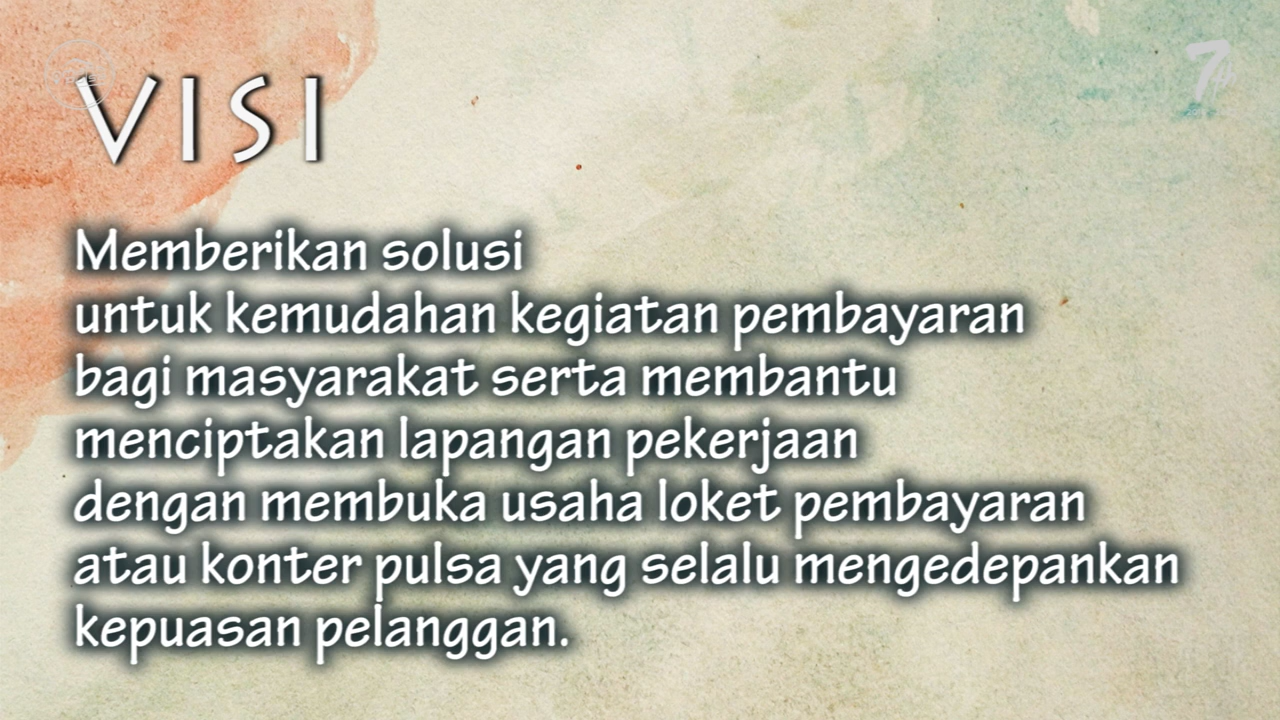 VISI
Memberikan solusi
untuk kemudahan kegiatan pembayaran
bagi masyarakat serta membantu
menciptakan lapangan pekerjaan
dengan membuka usaha loket pembayaran
atau konter pulsa yang selalu mengedepankan
kepuasan pelanggan.